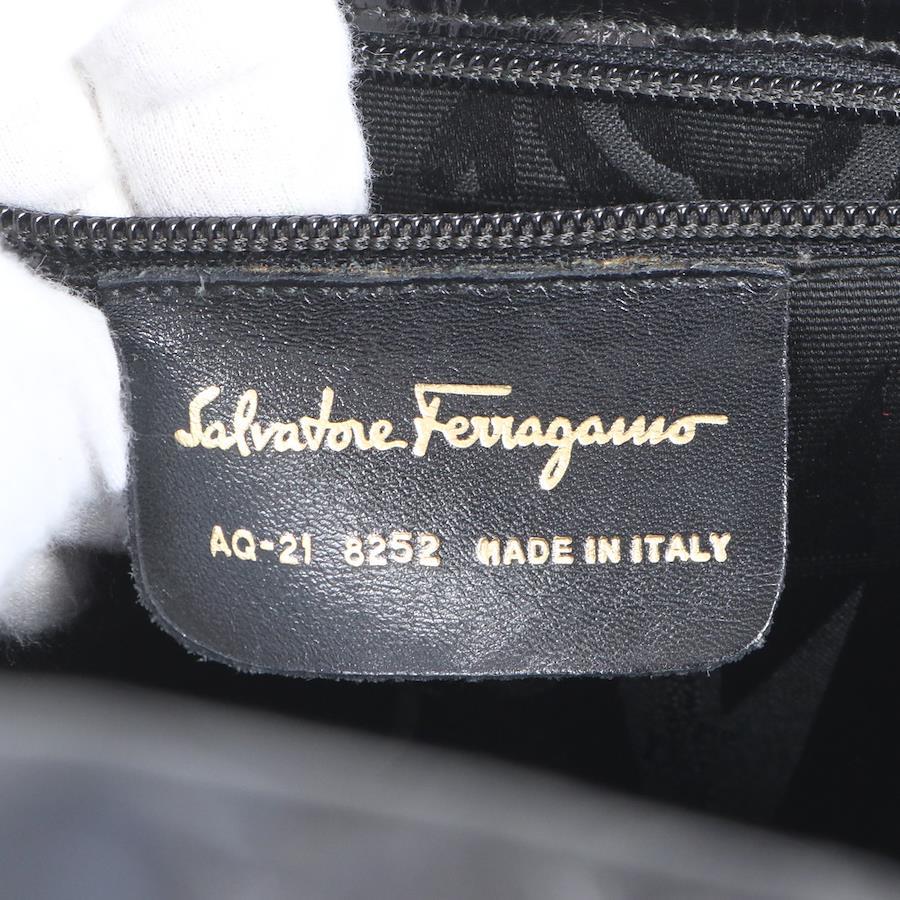 Salvatore Ferragamo
AQ-21 8252 MADE IN ITALY